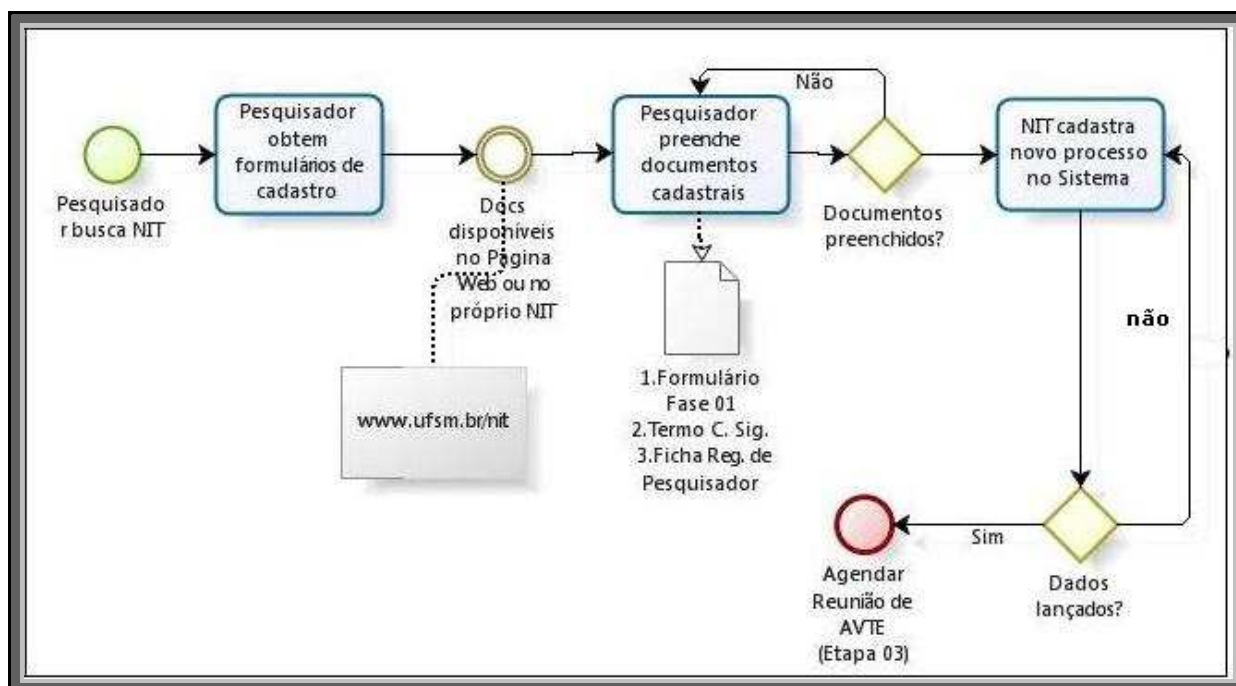 Pesquisado
r busca NIT
Pesquisador
obtem
formulários de
cadastro
Docs
disponíveis
no Pagina
Web ou no
próprio NIT
www.ufsm.br/nit
Pesquisador
preenche
documentos
cadastrais
1.Formulário
Fase 01
2.Termo C. Sig.
3.Ficha Reg. de
Pesquisador
Não
Documentos
preenchidos?
NIT cadastra
novo processo
no Sistema
não
Dados
lançados?
Sim
Agendar
Reunião de
AVTE
(Etapa 03)